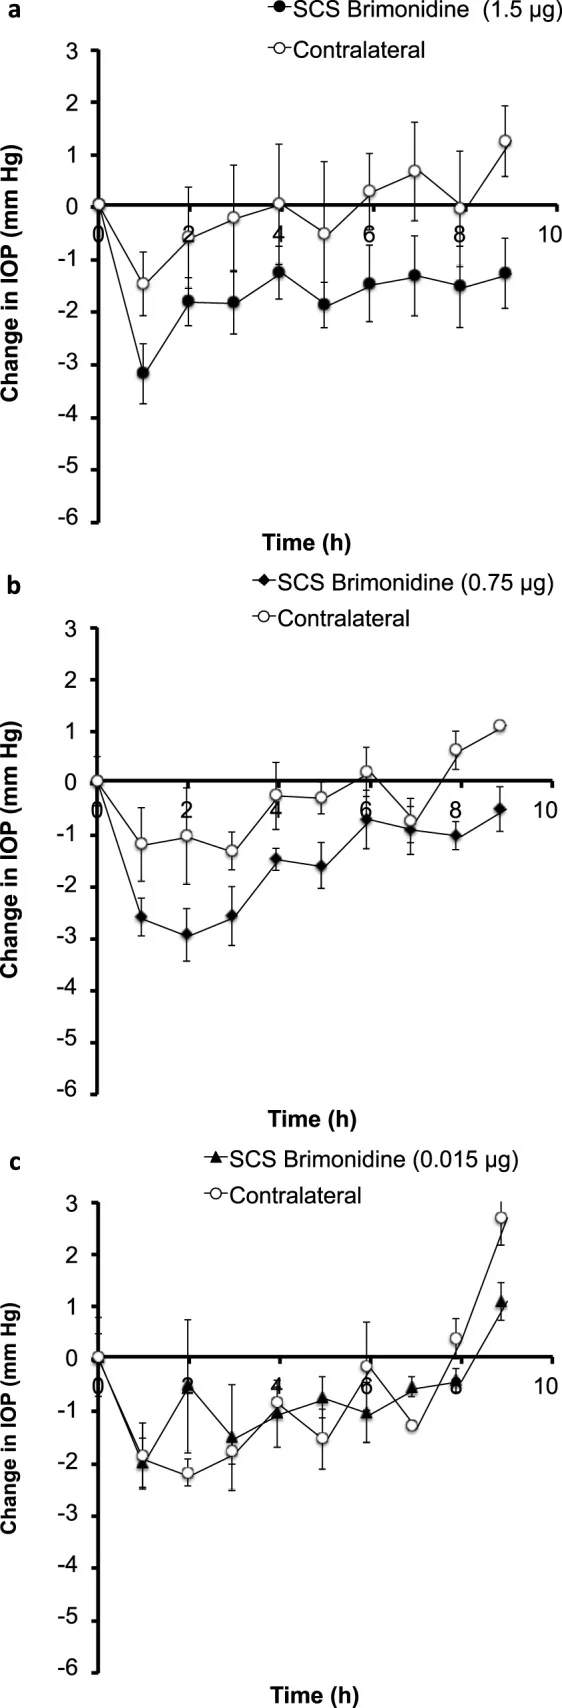 a
SCS Brimonidine (1.5 µg)
Contralateral
3
2
1
0
0 2 4 6 8 10
-1
-2
-3
-4
-5
-6
Change in IOP (mm Hg)
Time (h)
b
SCS Brimonidine (0.75 µg)
Contralateral
3
2
1
0
0 2 4 6 8 10
-1
-2
-3
-4
-5
-6
Change in IOP (mm Hg)
Time (h)
c
SCS Brimonidine (0.015 µg)
Contralateral
3
2
1
0
0 2 4 6 8 10
-1
-2
-3
-4
-5
-6
Change in IOP (mm Hg)
Time (h)